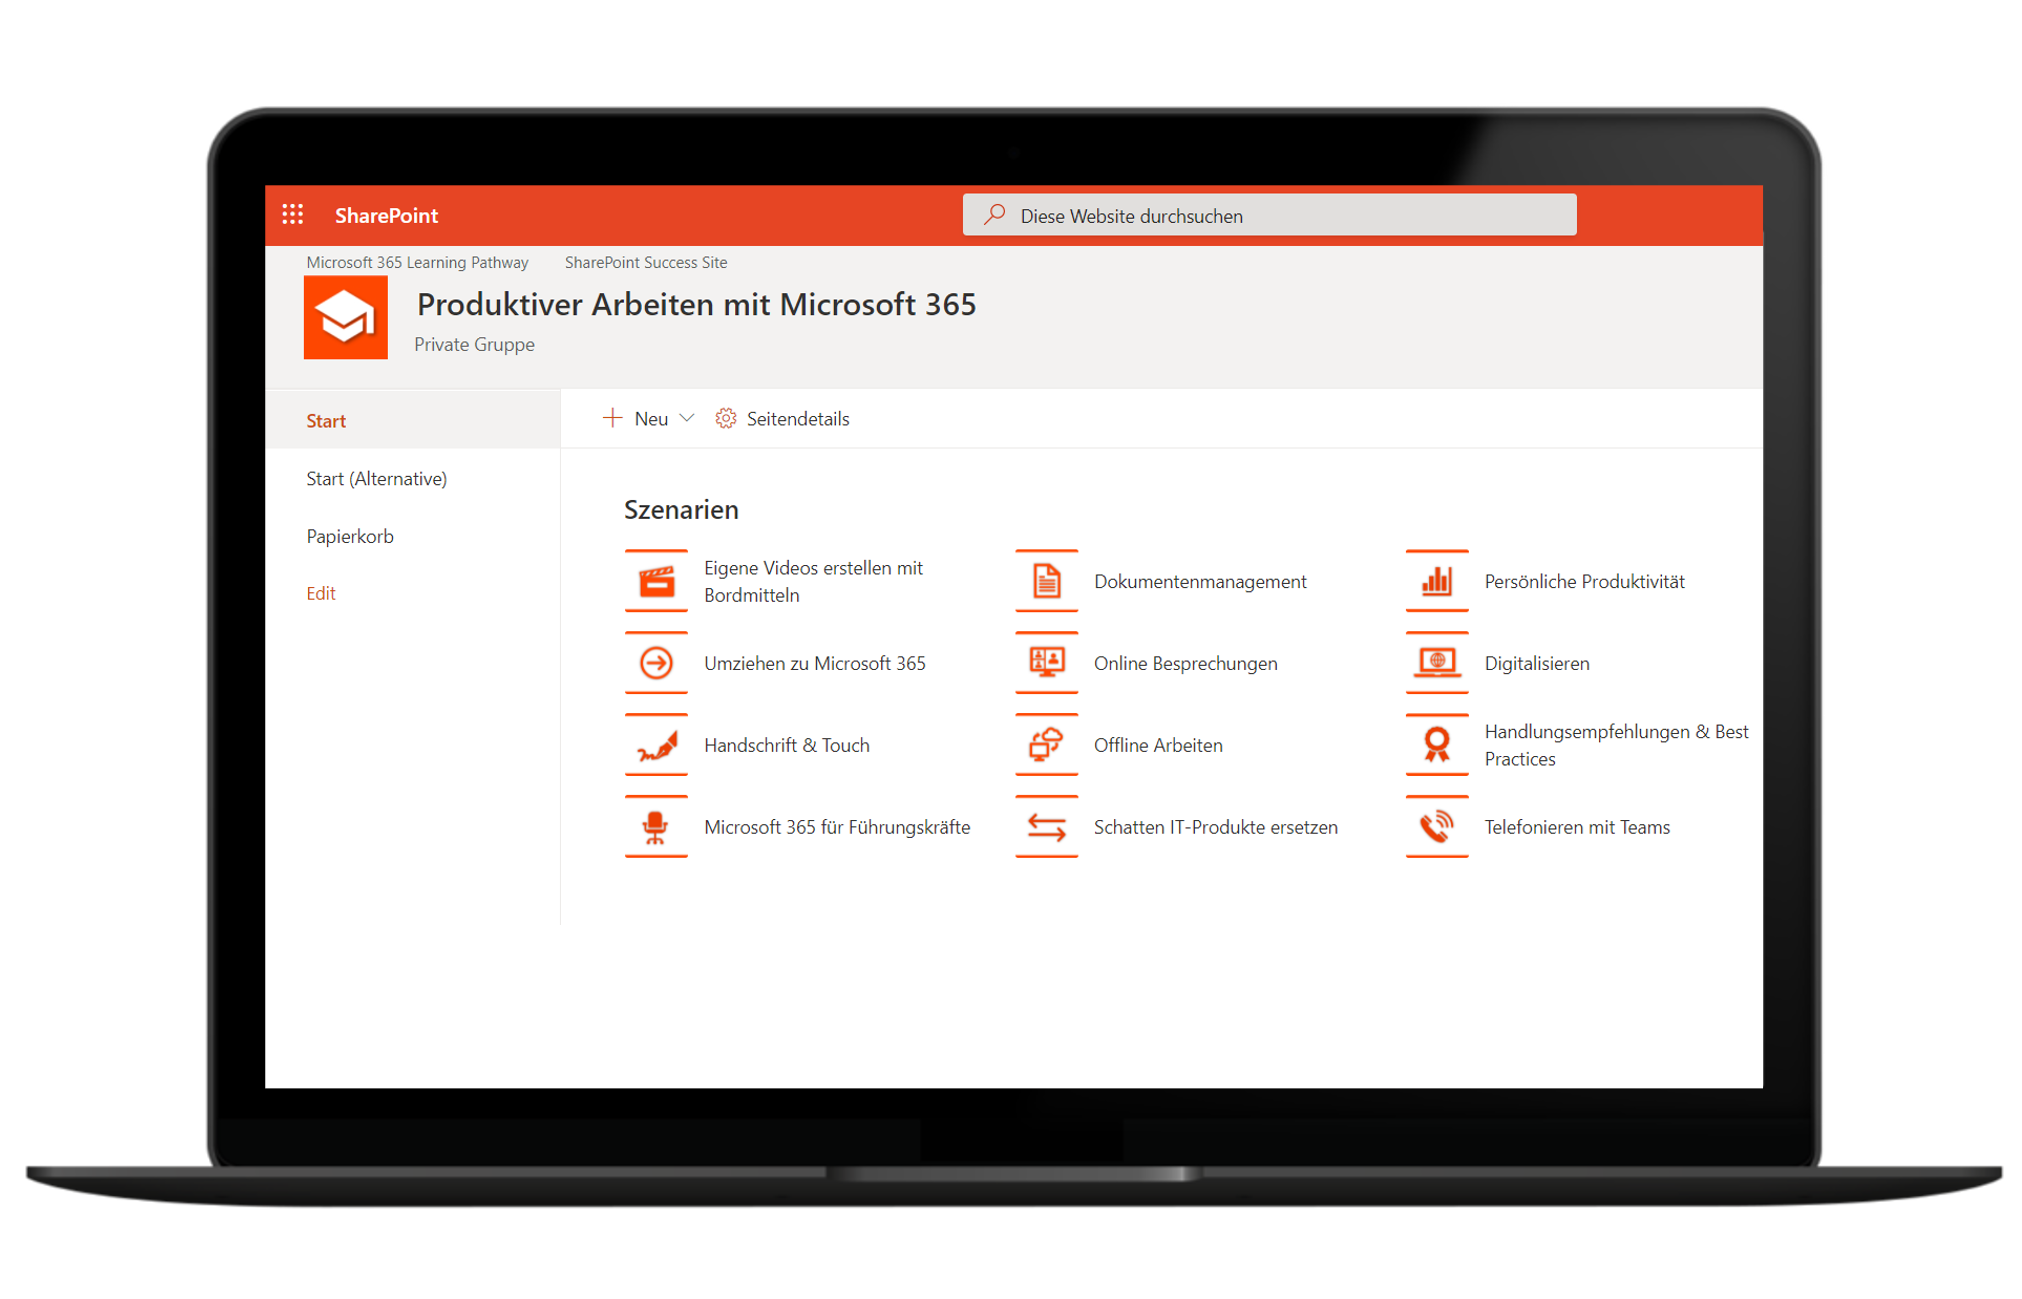 SharePoint
Diese Website durchsuchen
Microsoft 365 Learning Pathway
SharePoint Success Site
Produktiver Arbeiten mit Microsoft 365
Private Gruppe
Start
Start (Alternative)
Papierkorb
Edit
Neu
Seitendetails
Szenarien
Eigene Videos erstellen mit
Bordmitteln
Dokumentenmanagement
Persönliche Produktivität
Umziehen zu Microsoft 365
Online Besprechungen
Digitalisieren
Handschrift & Touch
Offline Arbeiten
Handlungsempfehlungen & Best
Practices
Microsoft 365 für Führungskräfte
Schatten IT-Produkte ersetzen
Telefonieren mit Teams